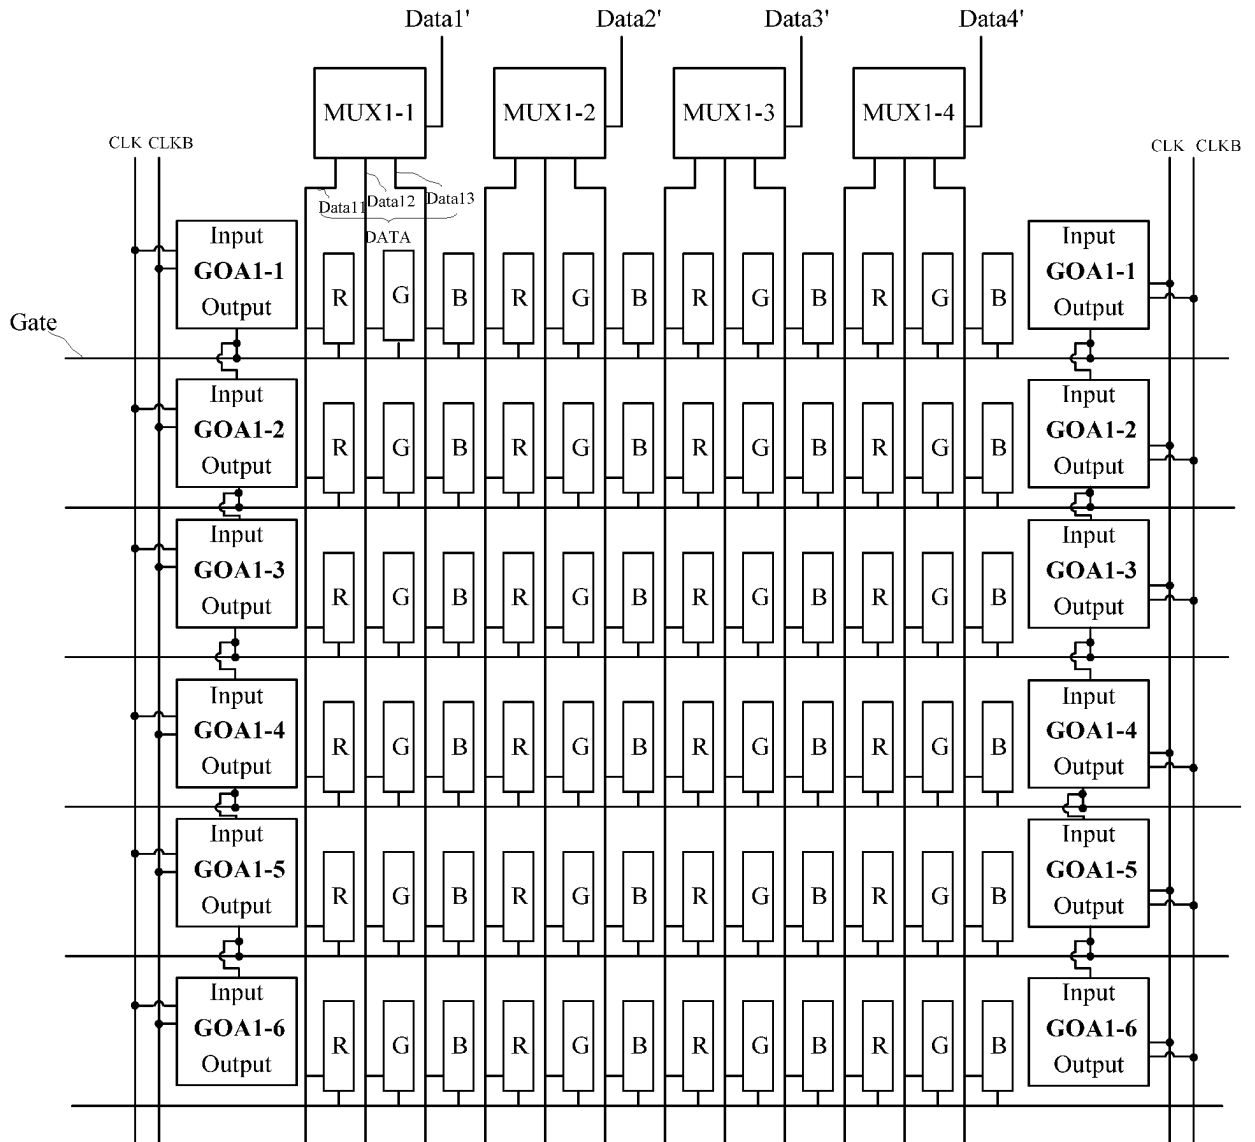 Data1' Data2' Data3' Data4'
MUX1-1 MUX1-2 MUX1-3 MUX1-4
CLK CLKB CLK CLKB
Data11 Data12 Data13
DATA
Input Input
GOA1-1 R G B R G B R G B R G B GOA1-1
Output Output
Gate
Input Input
GOA1-2 R G B R G B R G B R G B GOA1-2
Output Output
Input Input
GOA1-3 R G B R G B R G B R G B GOA1-3
Output Output
Input Input
GOA1-4 R G B R G B R G B R G B GOA1-4
Output Output
Input Input
GOA1-5 R G B R G B R G B R G B GOA1-5
Output Output
Input Input
GOA1-6 R G B R G B R G B R G B GOA1-6
Output Output